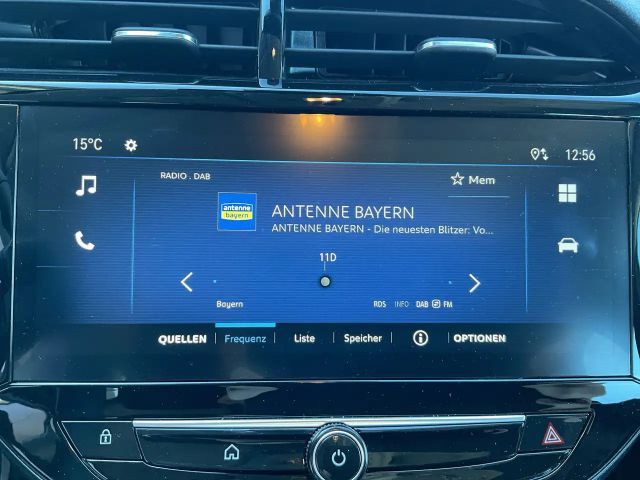 15°C
12:56
RADIO . DAB
Mem
antenne
bayern
ANTENNE BAYERN
ANTENNE BAYERN - Die neuesten Blitzer: Vo...
11D
Bayern
RDS INFO DAB FM
QUELLEN Frequenz Liste Speicher OPTIONEN